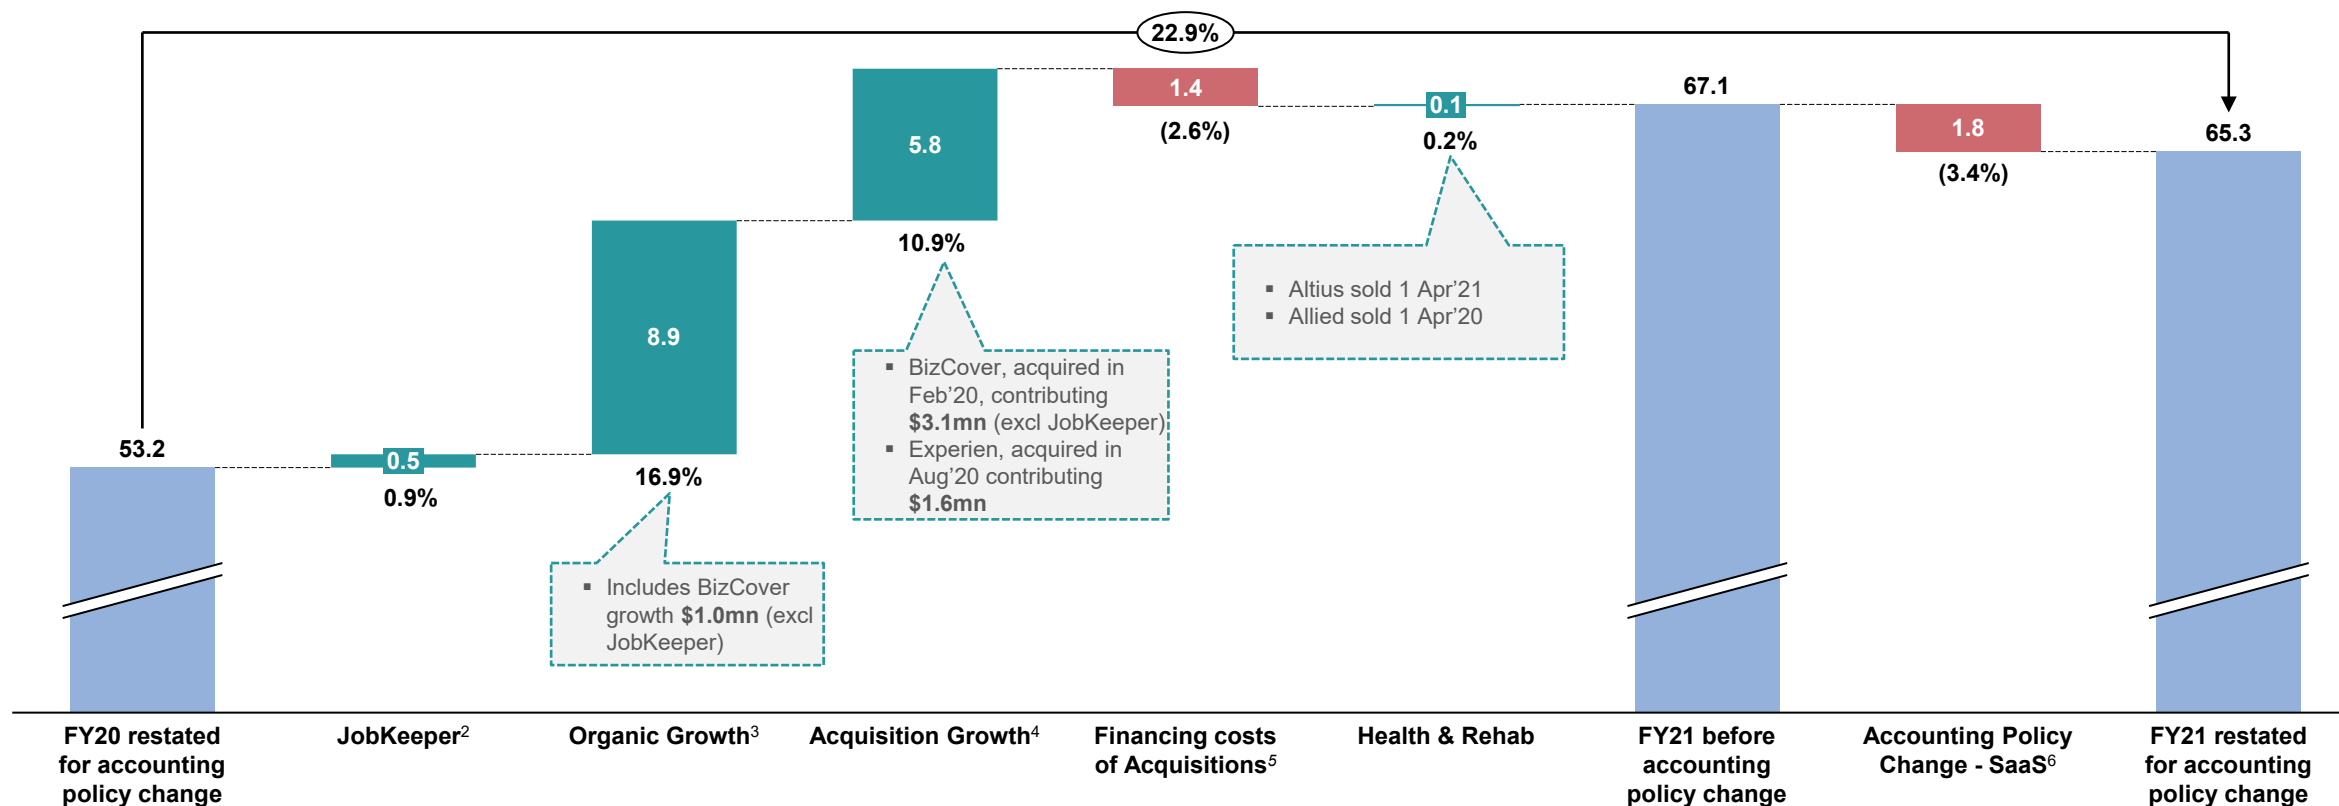 22.9%
53.2
0.5
0.9%
8.9
16.9%
▪ Includes BizCover
growth $1.0mn (excl
JobKeeper)
5.8
10.9%
▪ BizCover, acquired in
Feb’20, contributing
$3.1mn (excl JobKeeper)
▪ Experien, acquired in
Aug’20 contributing
$1.6mn
1.4
(2.6%)
0.1
0.2%
▪ Altius sold 1 Apr’21
▪ Allied sold 1 Apr’20
67.1
1.8
(3.4%)
65.3
FY20 restated
for accounting
policy change
JobKeeper2
Organic Growth3
Acquisition Growth4
Financing costs
of Acquisitions5
Health & Rehab
FY21 before
accounting
policy change
Accounting Policy
Change - SaaS6
FY21 restated
for accounting
policy change